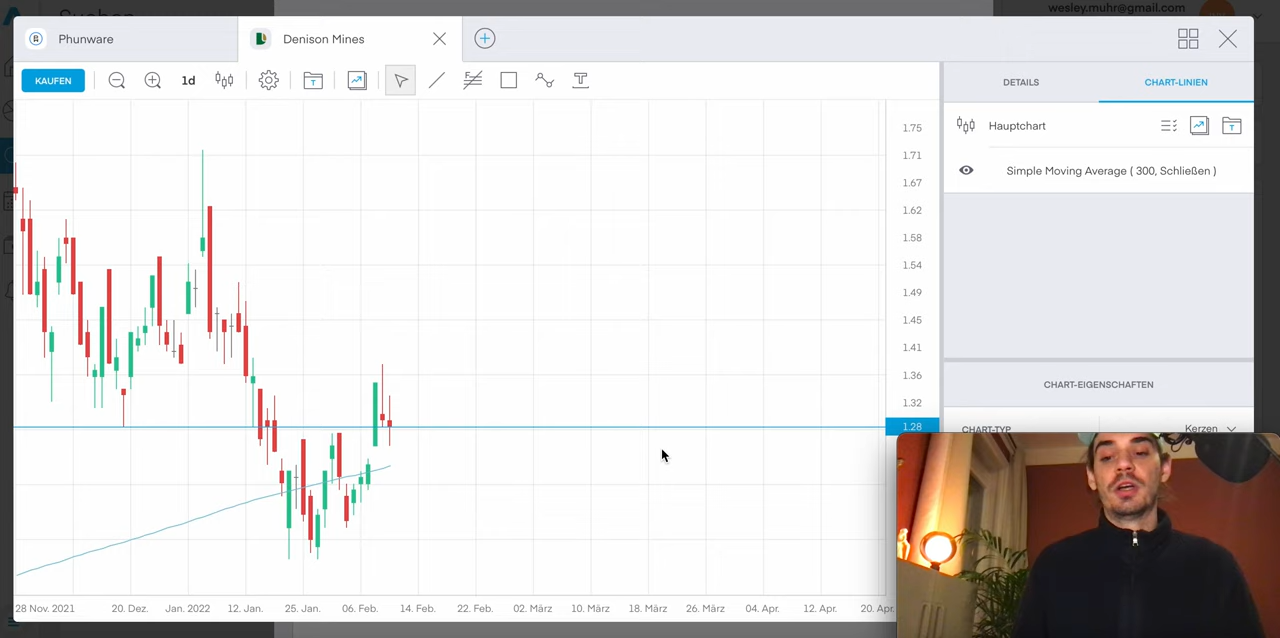 Suchen
wesley.muhr@gmail.com
Phunware
Denison Mines
KAUFEN
1d
T
DETAILS
CHART-LINIEN
Hauptchart
T
Simple Moving Average ( 300, Schließen )
1.75
1.71
1.67
1.62
1.58
1.54
1.49
1.45
1.41
1.36
1.32
1.28
CHART-EIGENSCHAFTEN
CHART-TYP
Kerzen
28 Nov. 2021
20. Dez.
Jan. 2022
12. Jan.
25. Jan.
06. Feb.
14. Feb.
22. Feb.
02. März
10. März
18. März
26. März
04. Apr.
12. Apr.
20. Apr.